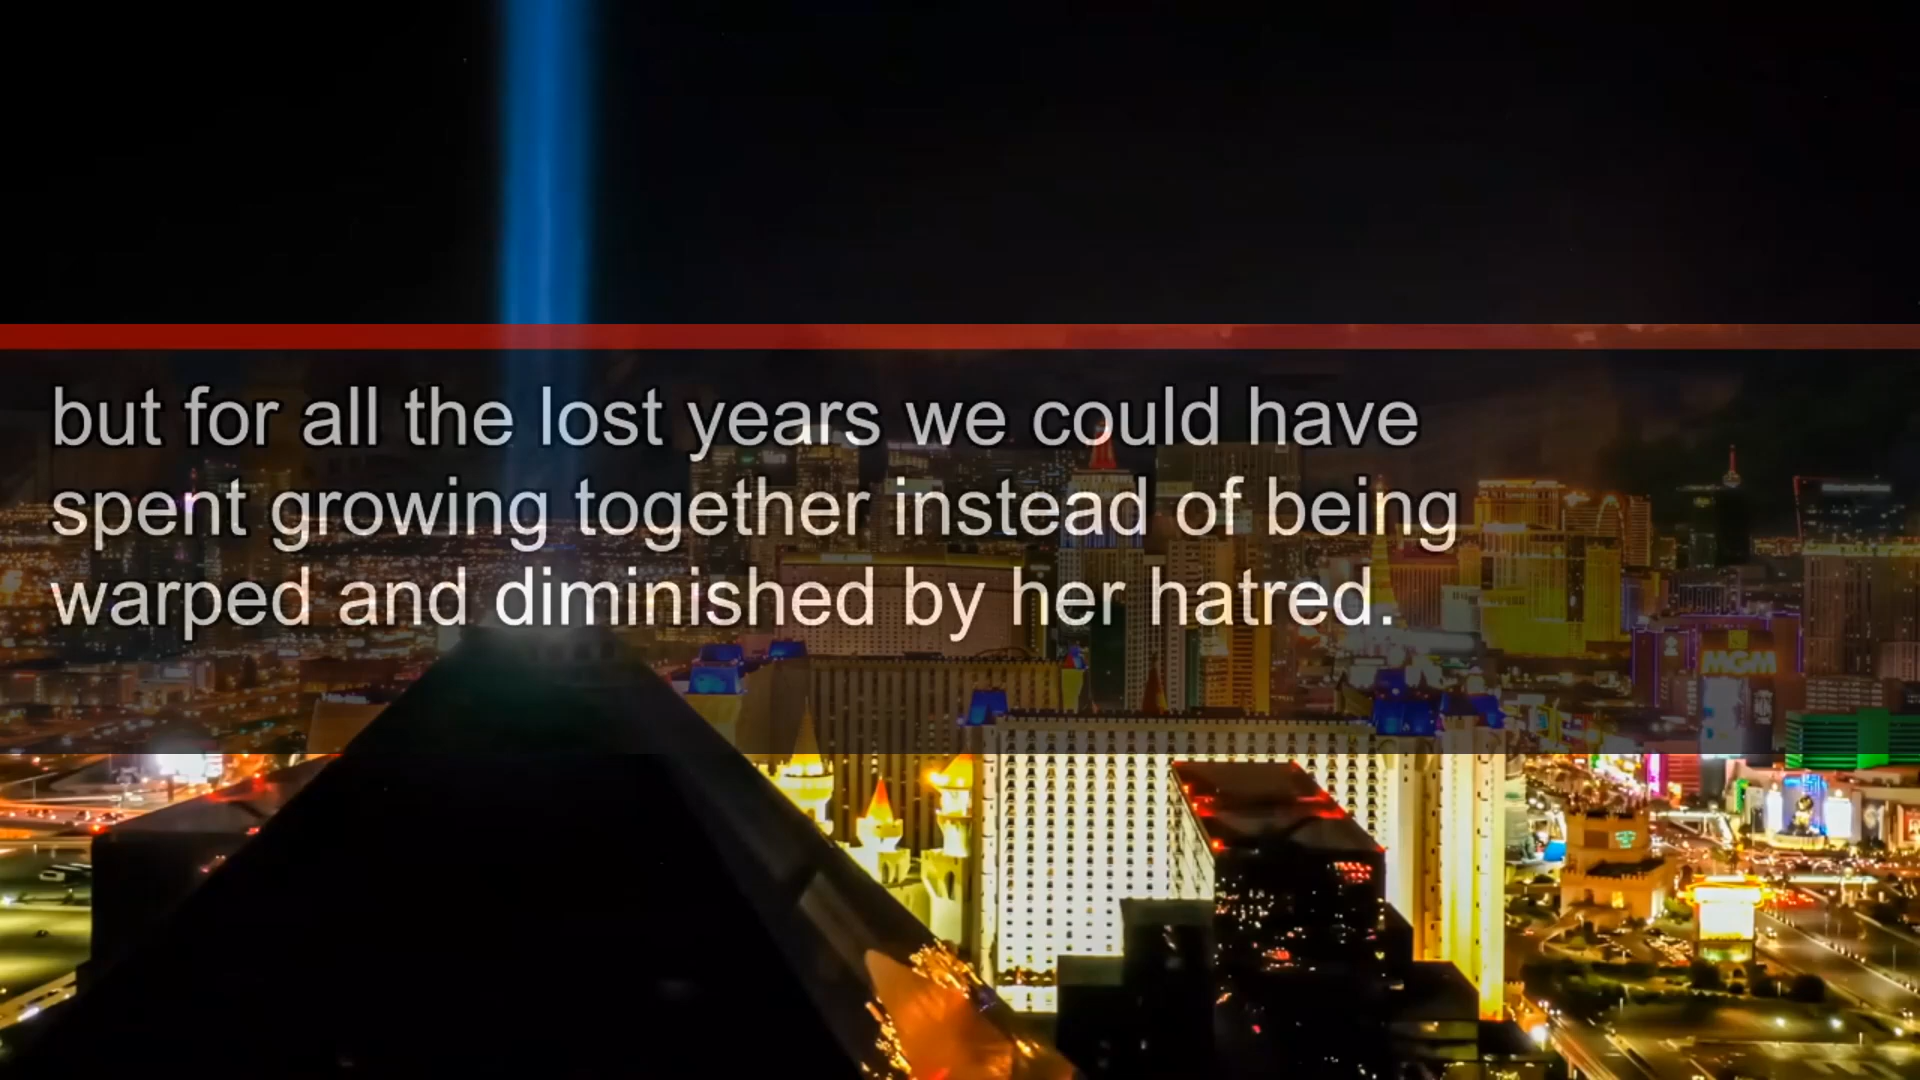 but for all the lost years we could have
spent growing together instead of being
warped and diminished by her hatred.
MGM